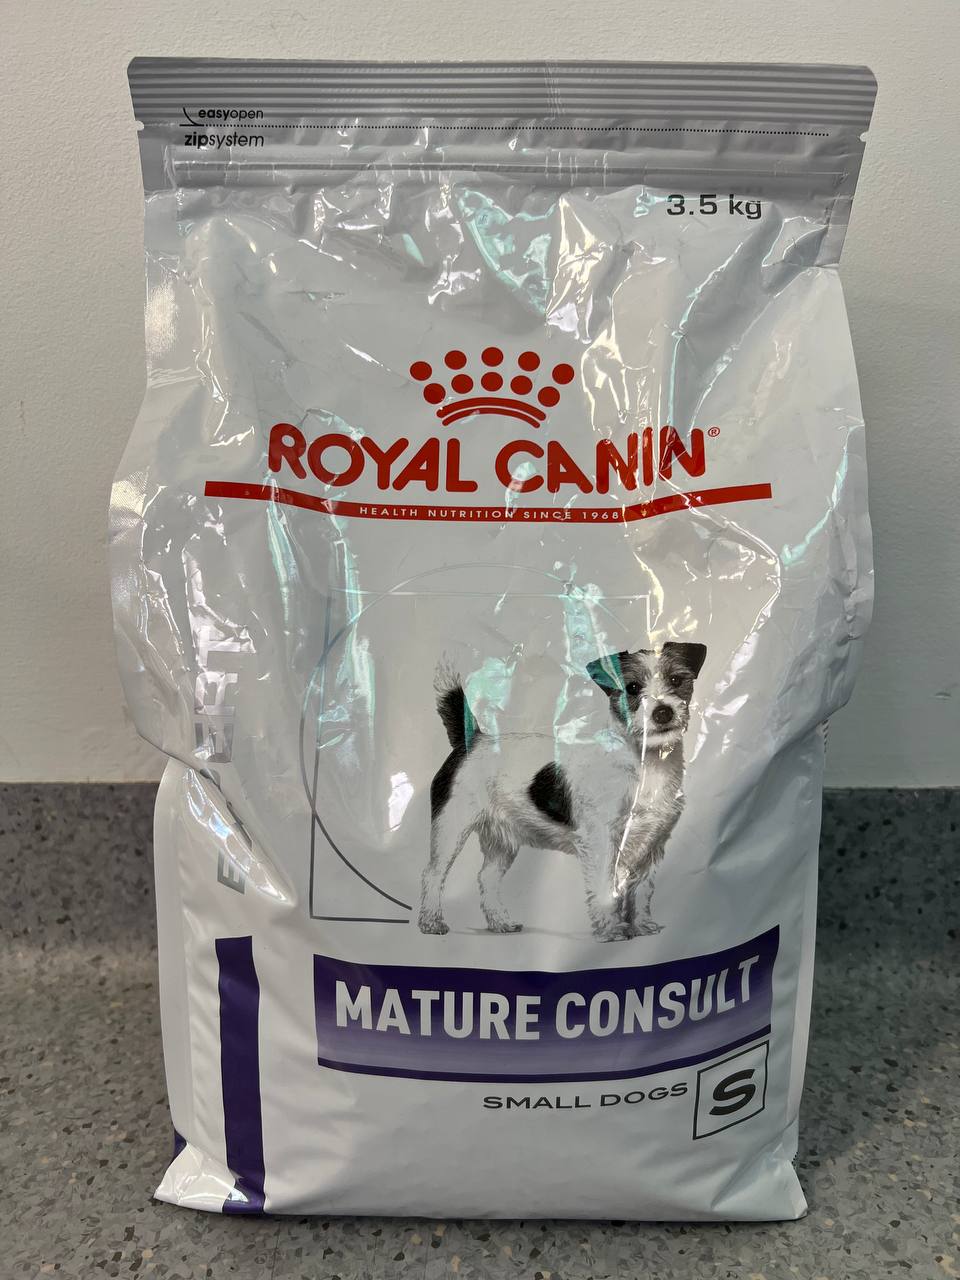 easyopen
zipsystem
3.5 kg
ROYAL CANIN®
HEALTH NUTRITION SINCE 1968
MATURE CONSULT
SMALL DOGS S